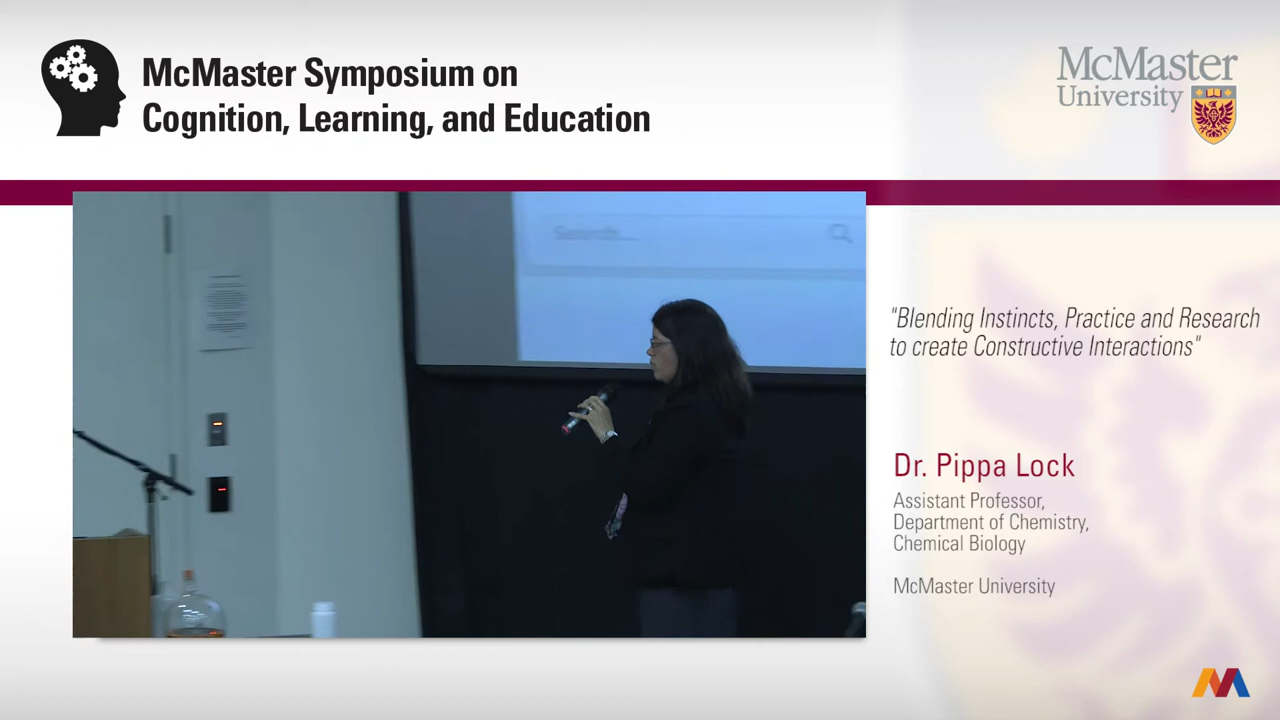 McMaster Symposium on
Cognition, Learning, and Education
McMaster
University
Search...
"Blending Instincts, Practice and Research
to create Constructive Interactions"
Dr. Pippa Lock
Assistant Professor,
Department of Chemistry,
Chemical Biology
McMaster University